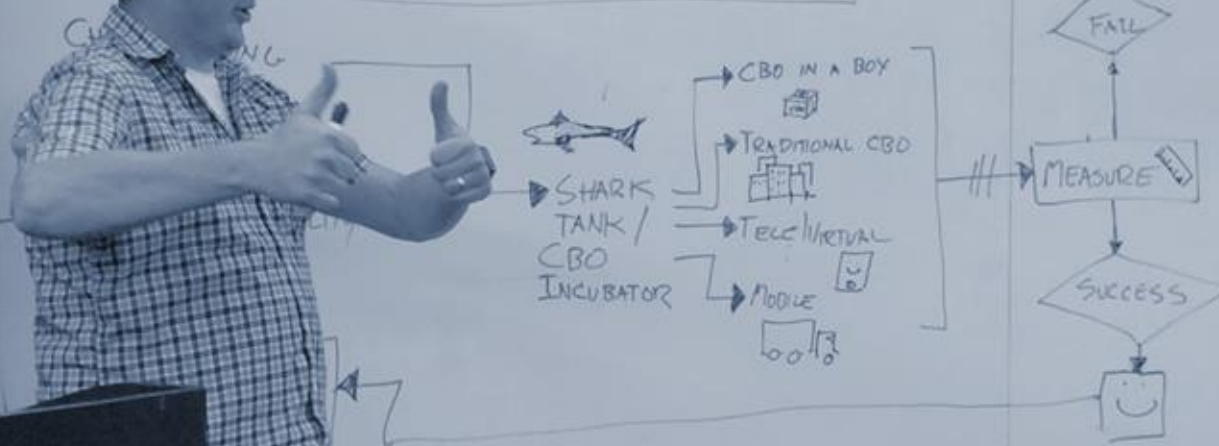 SHARK
TANK/
CBO
INCUBATOR
CBO IN A BOX
TRADITIONAL CBO
TELE/VIRTUAL
MOBILE
FAIL
MEASURE
SUCCESS